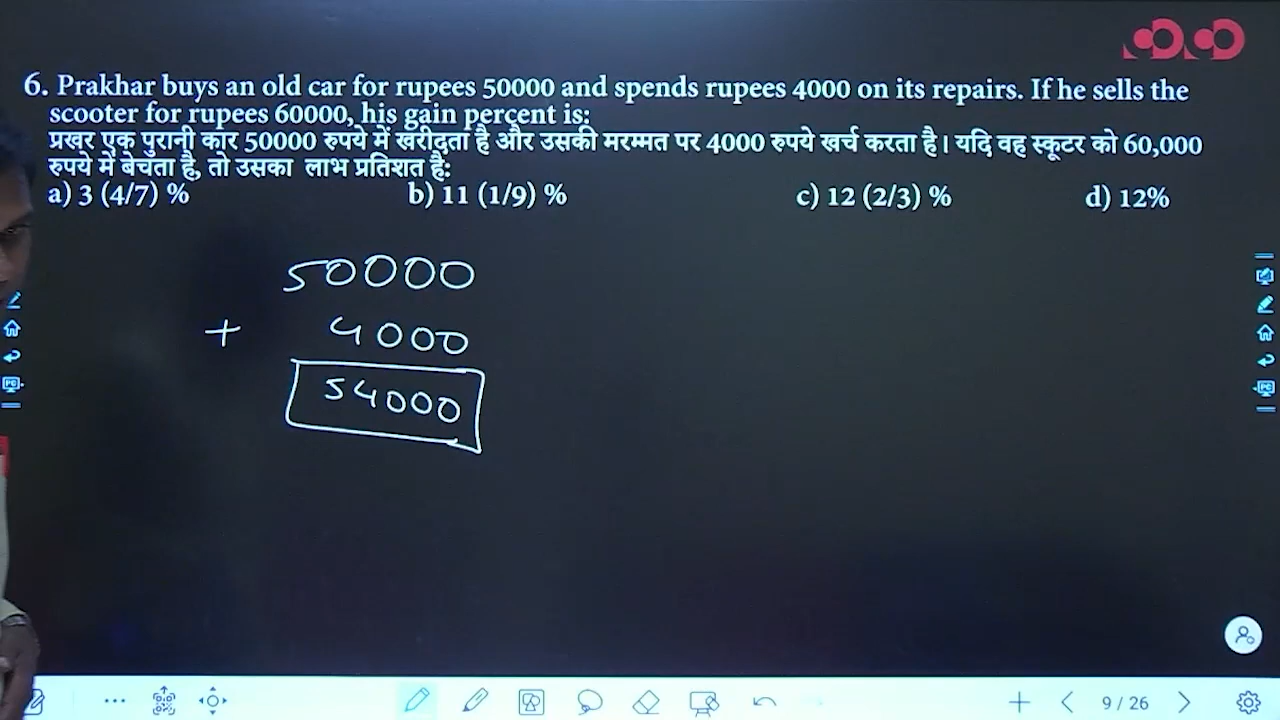 6. Prakhar buys an old car for rupees 50000 and spends rupees 4000 on its repairs. If he sells the
scooter for rupees 60000, his gain percent is:
प्रखर एक पुरानी कार 50000 रुपये में खरीदता है और उसकी मरम्मत पर 4000 रुपये खर्च करता है। यदि वह स्कूटर को 60,000
रुपये में बेचता है, तो उसका लाभ प्रतिशत है:
a) 3 (4/7) % b) 11 (1/9) % c) 12 (2/3) % d) 12%
50000
+ 4000
54000
9 / 26